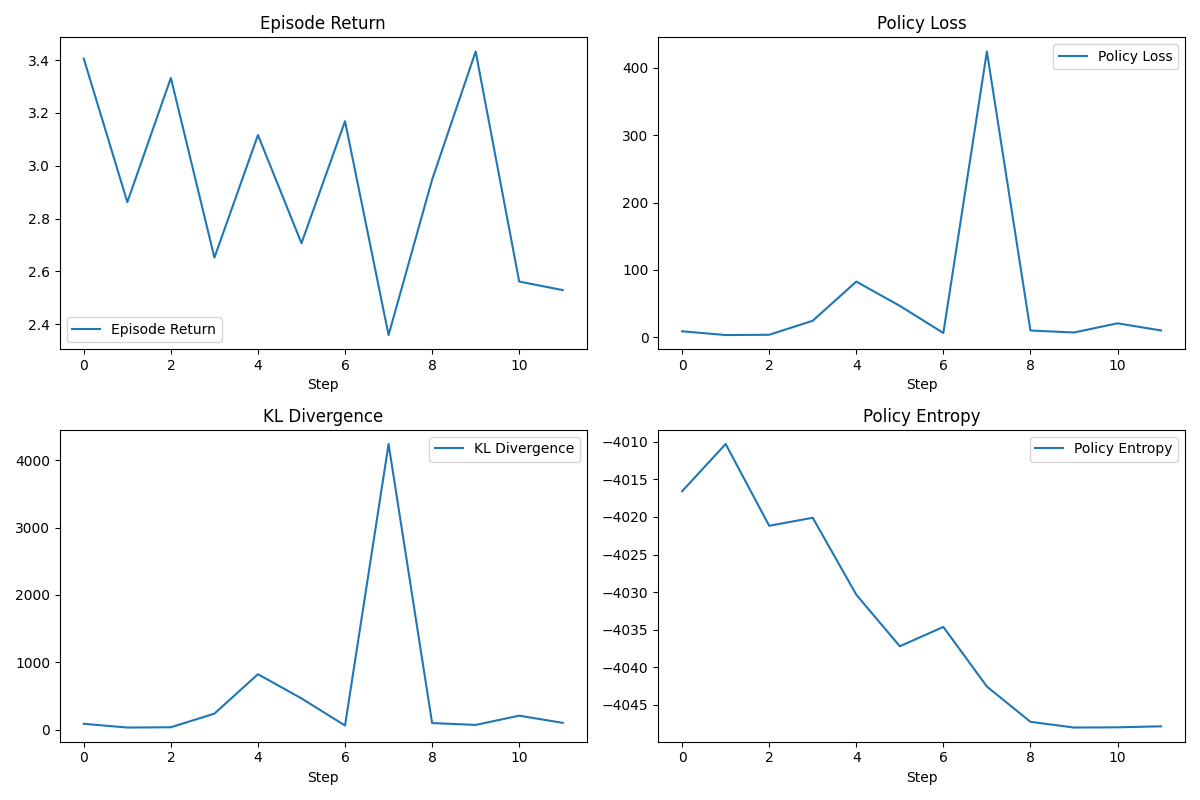 Episode Return
3.4
3.2
3.0
2.8
2.6
2.4
Episode Return
0 2 4 6 8 10
Step
Policy Loss
400
300
200
100
0
Policy Loss
0 2 4 6 8 10
Step
KL Divergence
4000
3000
2000
1000
0
KL Divergence
0 2 4 6 8 10
Step
Policy Entropy
−4010
−4015
−4020
−4025
−4030
−4035
−4040
−4045
Policy Entropy
0 2 4 6 8 10
Step